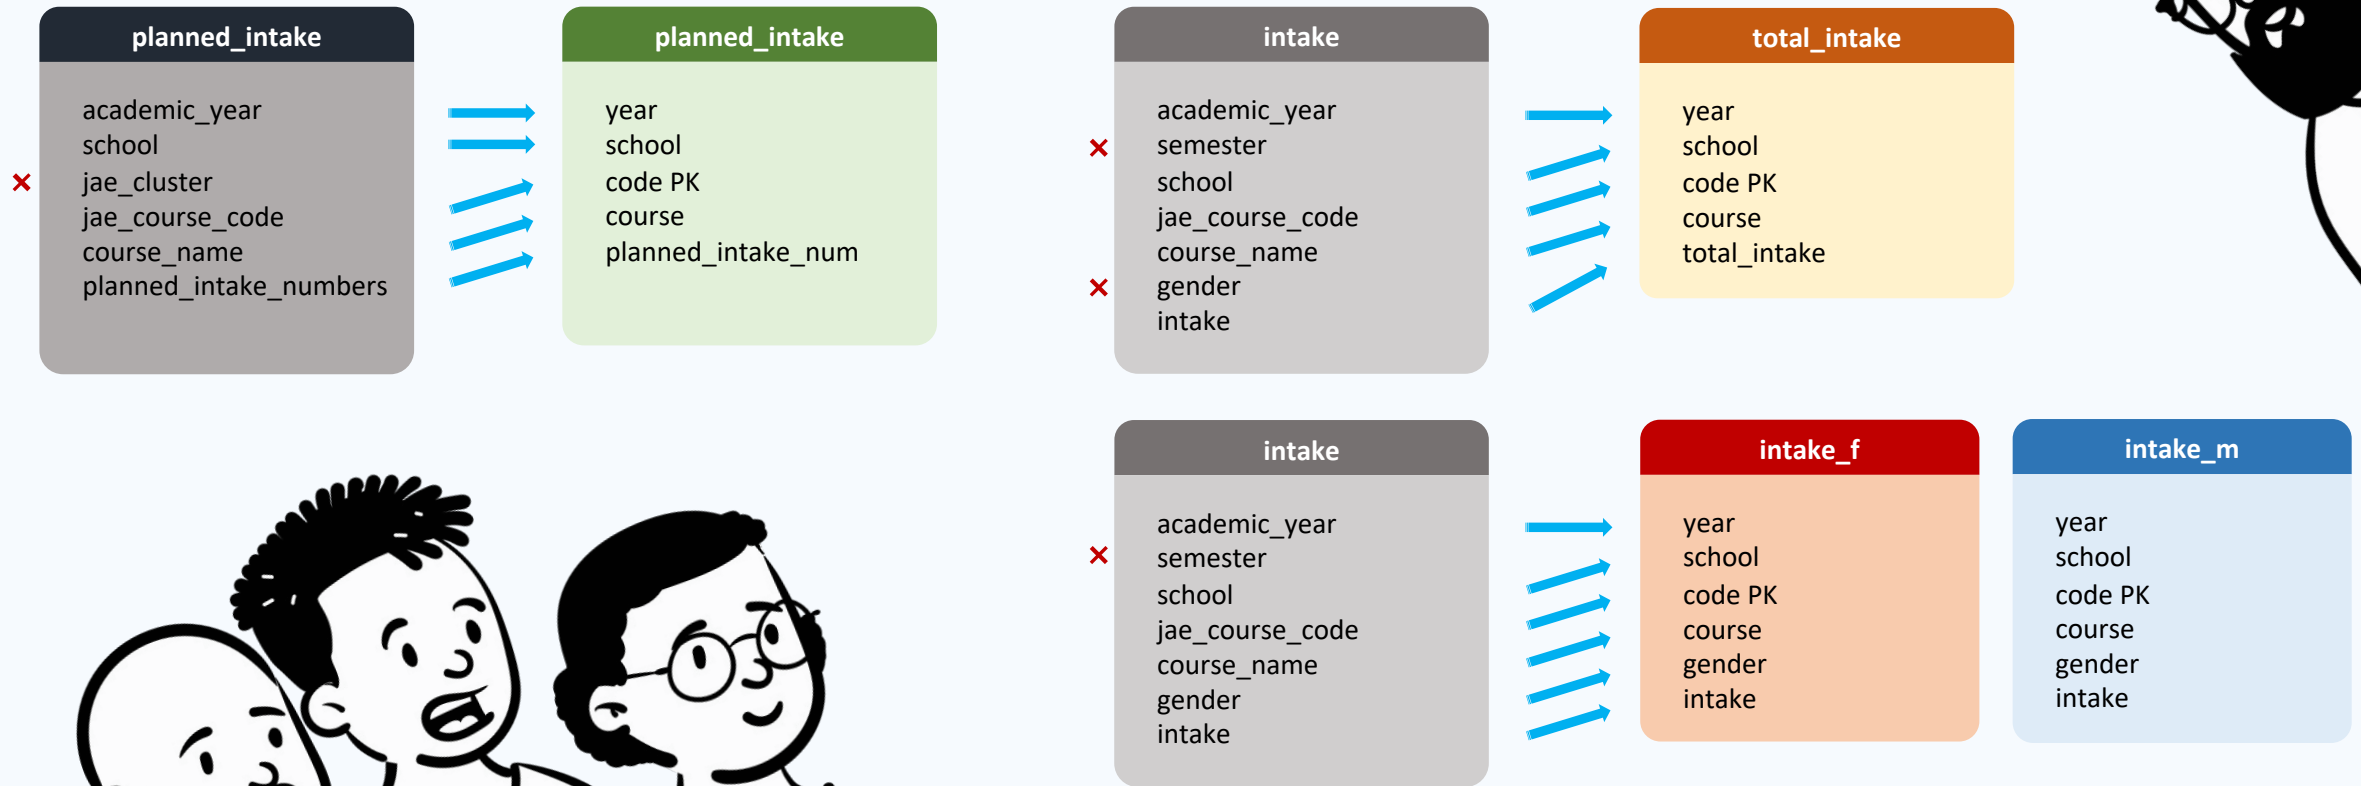 planned_intake
academic_year
school
jae_cluster
jae_course_code
course_name
planned_intake_numbers
planned_intake
year
school
code PK
course
planned_intake_num
intake
academic_year
semester
school
jae_course_code
course_name
gender
intake
total_intake
year
school
code PK
course
total_intake
intake
academic_year
semester
school
jae_course_code
course_name
gender
intake
intake_f
year
school
code PK
course
gender
intake
intake_m
year
school
code PK
course
gender
intake